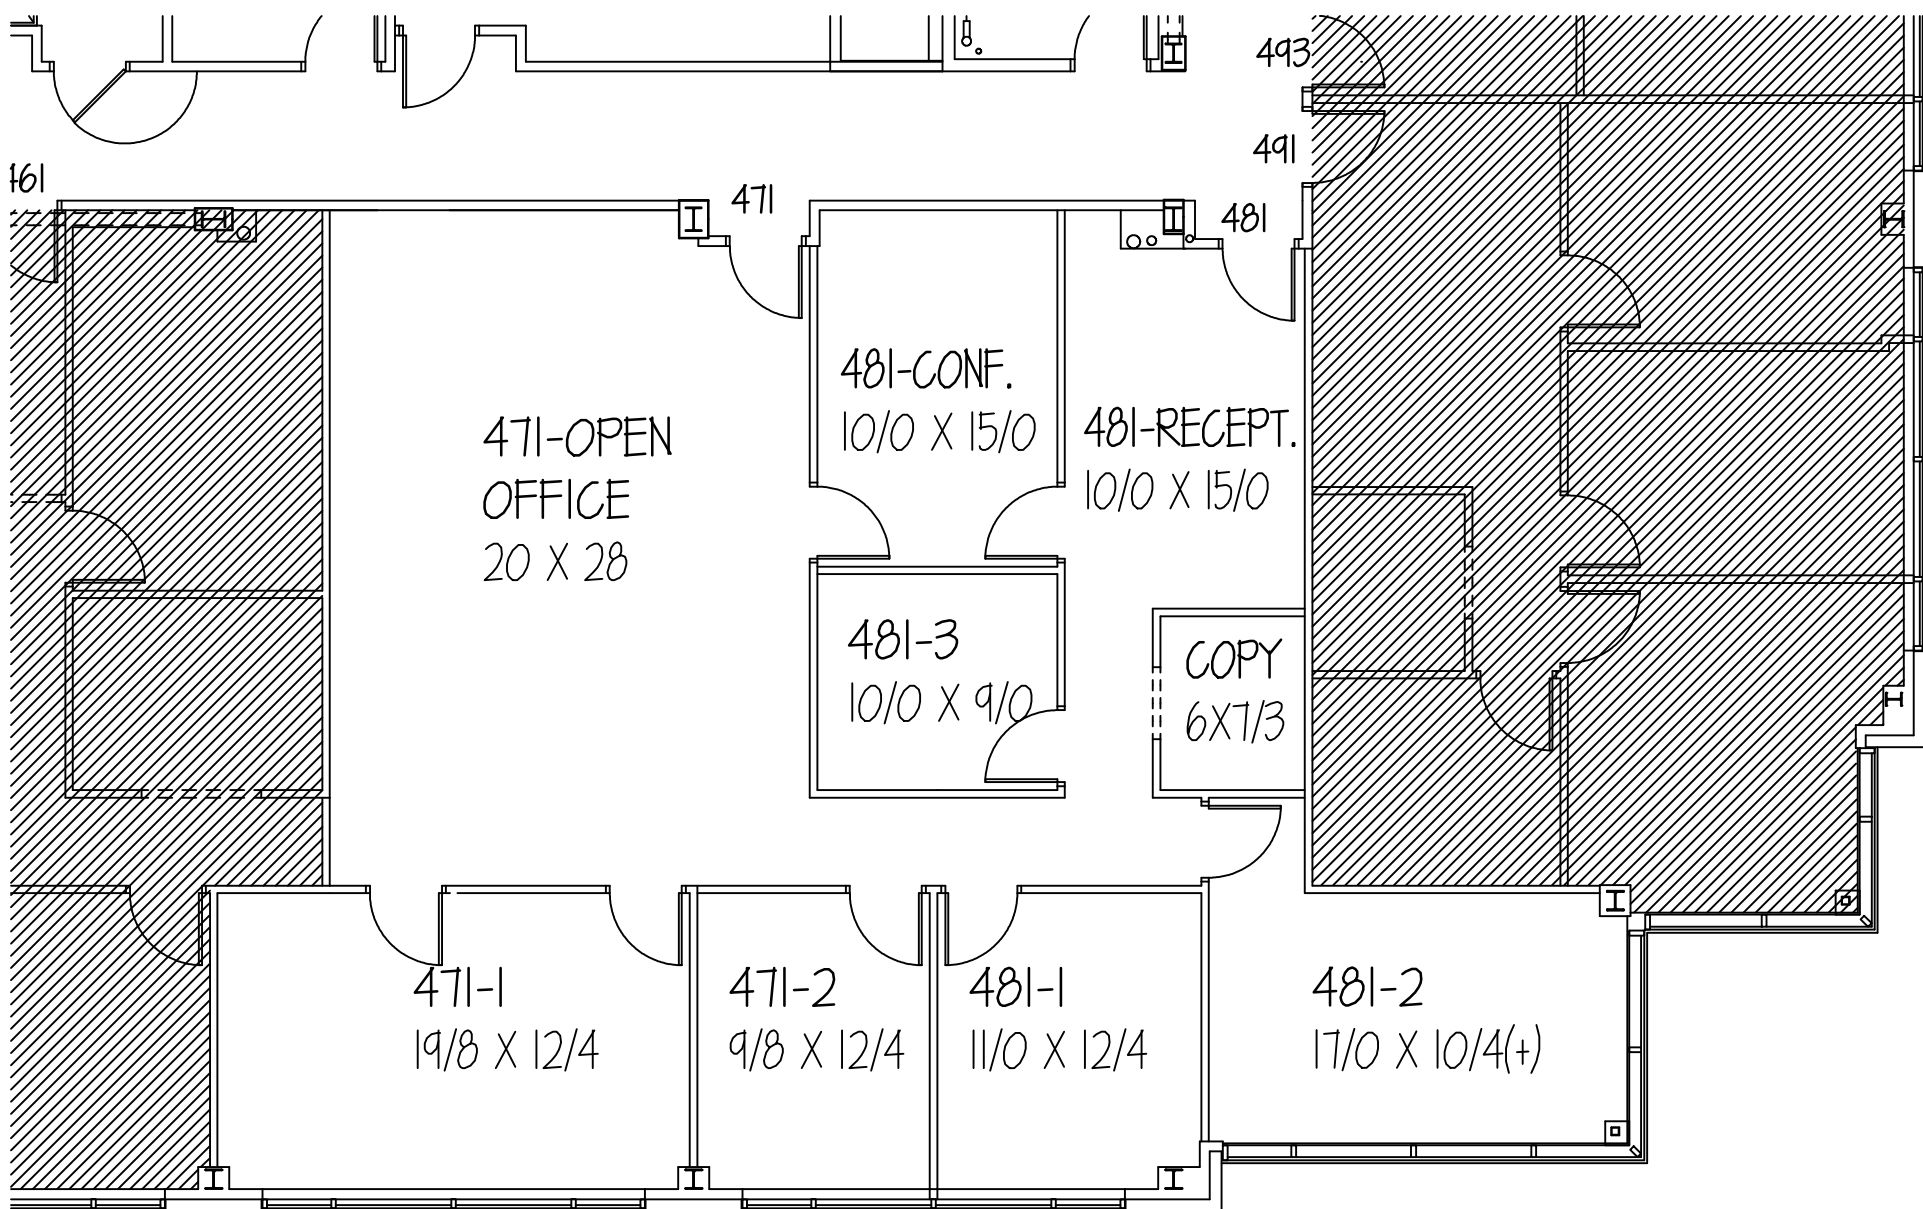 493
491
461
471
481
481-CONF.
10/0 X 15/0
471-OPEN
OFFICE
20 X 28
481-RECEPT.
10/0 X 15/0
481-3
10/0 X 9/0
COPY
6X7/3
471-1
19/8 X 12/4
471-2
9/8 X 12/4
481-1
11/0 X 12/4
481-2
17/0 X 10/4(+)